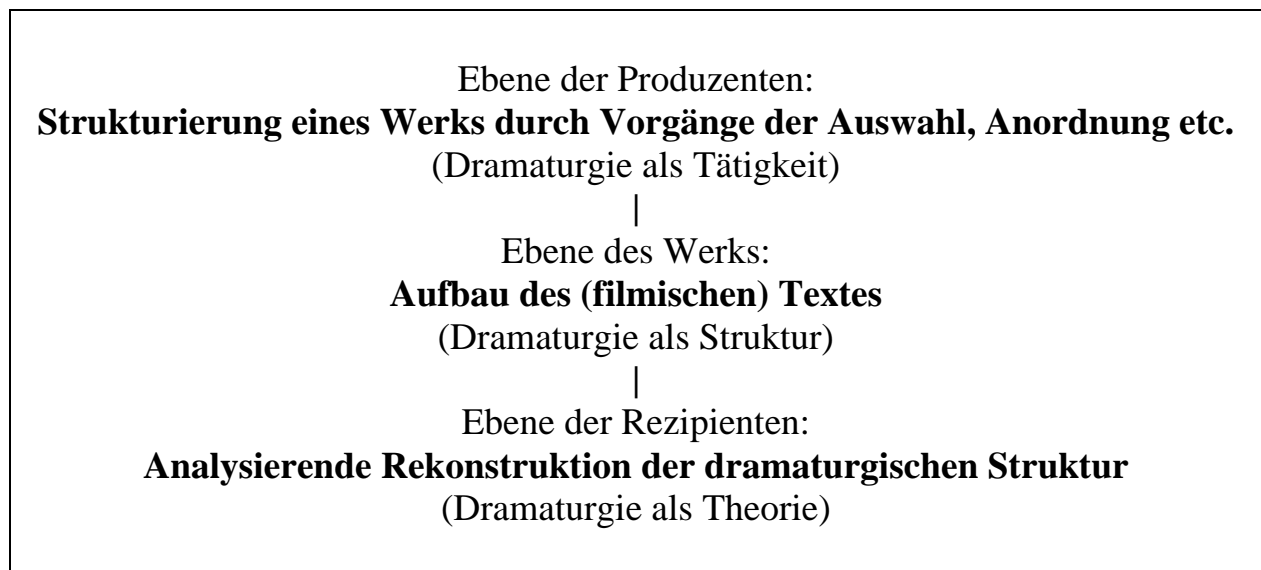 Ebene der Produzenten:
Strukturierung eines Werks durch Vorgänge der Auswahl, Anordnung etc.
(Dramaturgie als Tätigkeit)
|
Ebene des Werks:
Aufbau des (filmischen) Textes
(Dramaturgie als Struktur)
|
Ebene der Rezipienten:
Analysierende Rekonstruktion der dramaturgischen Struktur
(Dramaturgie als Theorie)